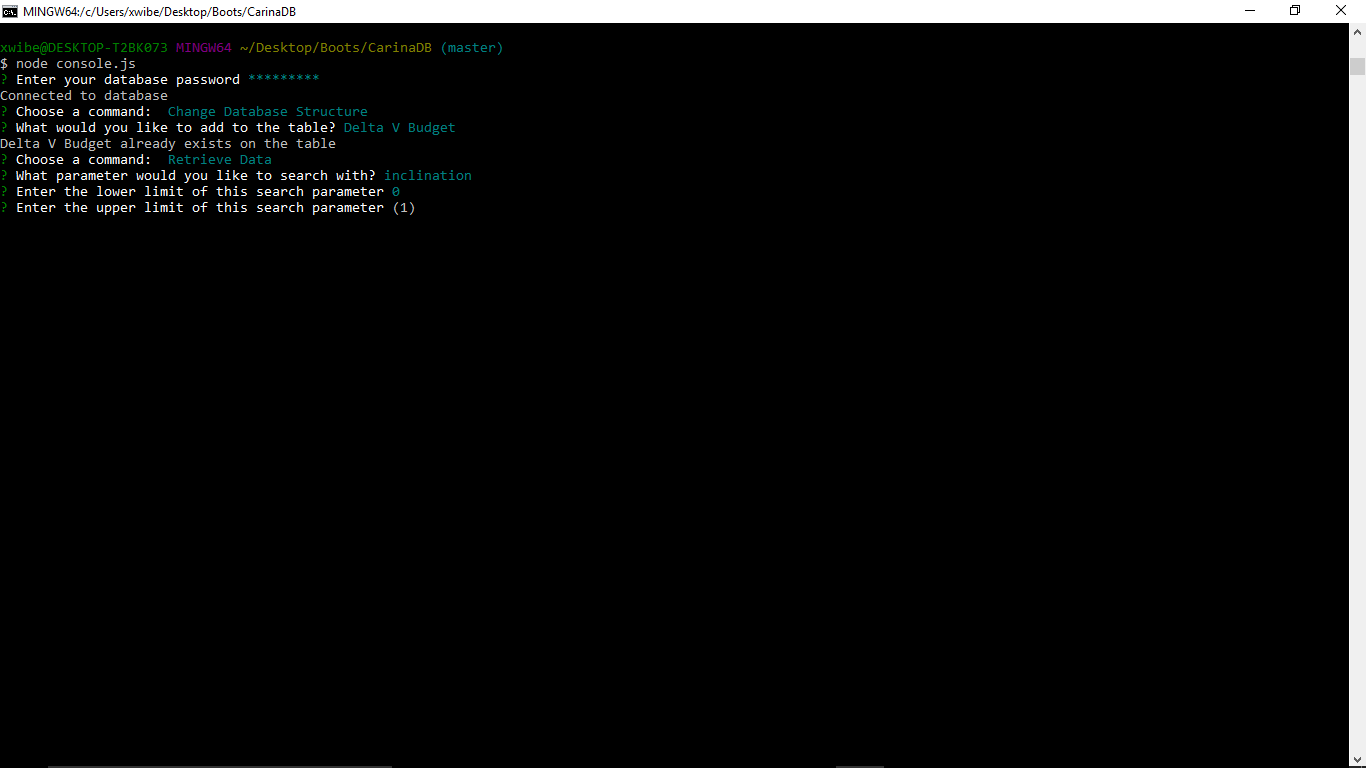 MINGW64:/c/Users/xwibe/Desktop/Boots/CarinaDB
xwibe@DESKTOP-T2BK073 MINGW64 ~/Desktop/Boots/CarinaDB (master)
$ node console.js
? Enter your database password *********
Connected to database
? Choose a command:  Change Database Structure
? What would you like to add to the table? Delta V Budget
Delta V Budget already exists on the table
? Choose a command:  Retrieve Data
? What parameter would you like to search with? inclination
? Enter the lower limit of this search parameter 0
? Enter the upper limit of this search parameter (1)